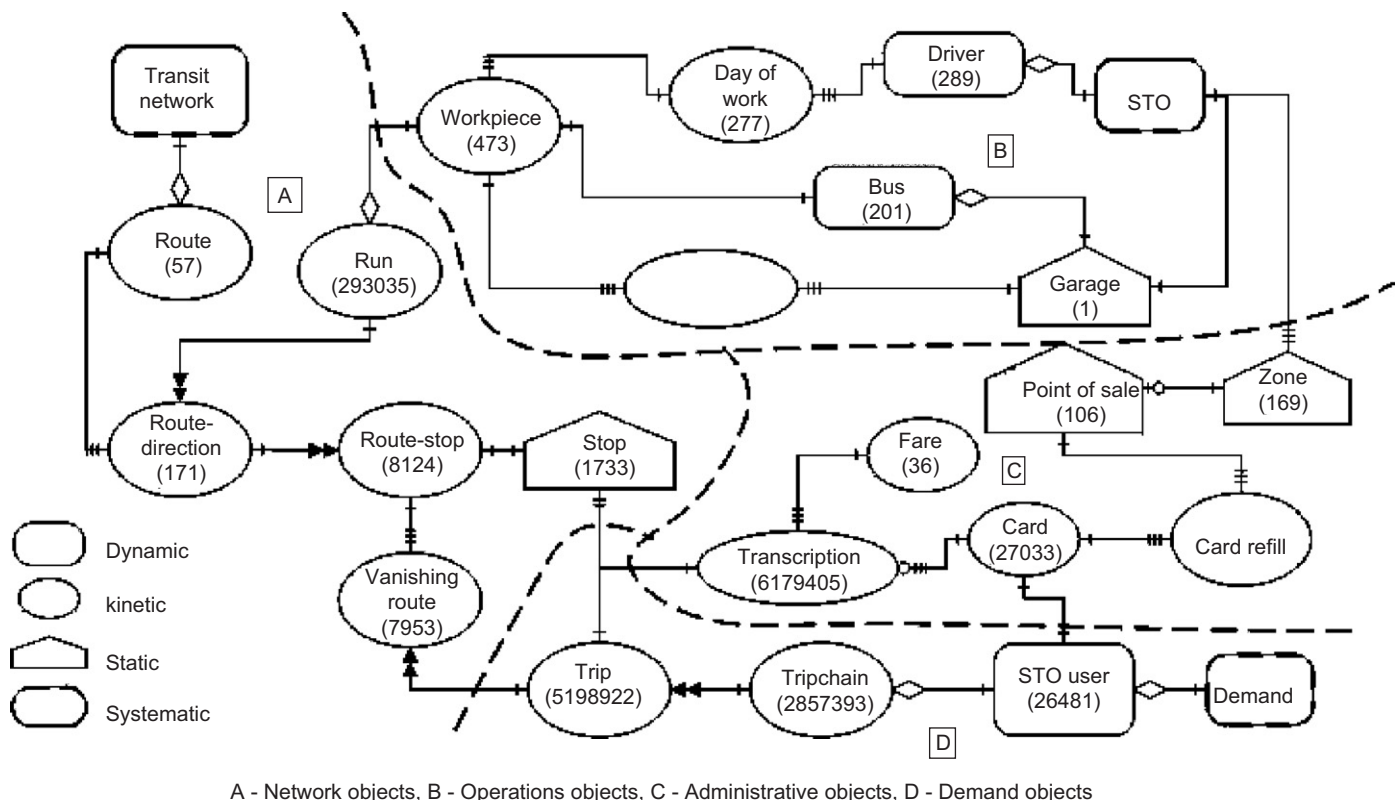 Transit
network
A
Route
(57)
Run
(293035)
Workpiece
(473)
Day of
work
(277)
Driver
(289)
STO
B
Bus
(201)
Garage
(1)
Route-
direction
(171)
Route-stop
(8124)
Stop
(1733)
Vanishing
route
(7953)
Point of sale
(106)
Zone
(169)
Fare
(36)
C
Transcription
(6179405)
Card
(27033)
Card refill
Trip
(5198922)
Tripchain
(2857393)
STO user
(26481)
Demand
D
Dynamic
kinetic
Static
Systematic
A - Network objects, B - Operations objects, C - Administrative objects, D - Demand objects